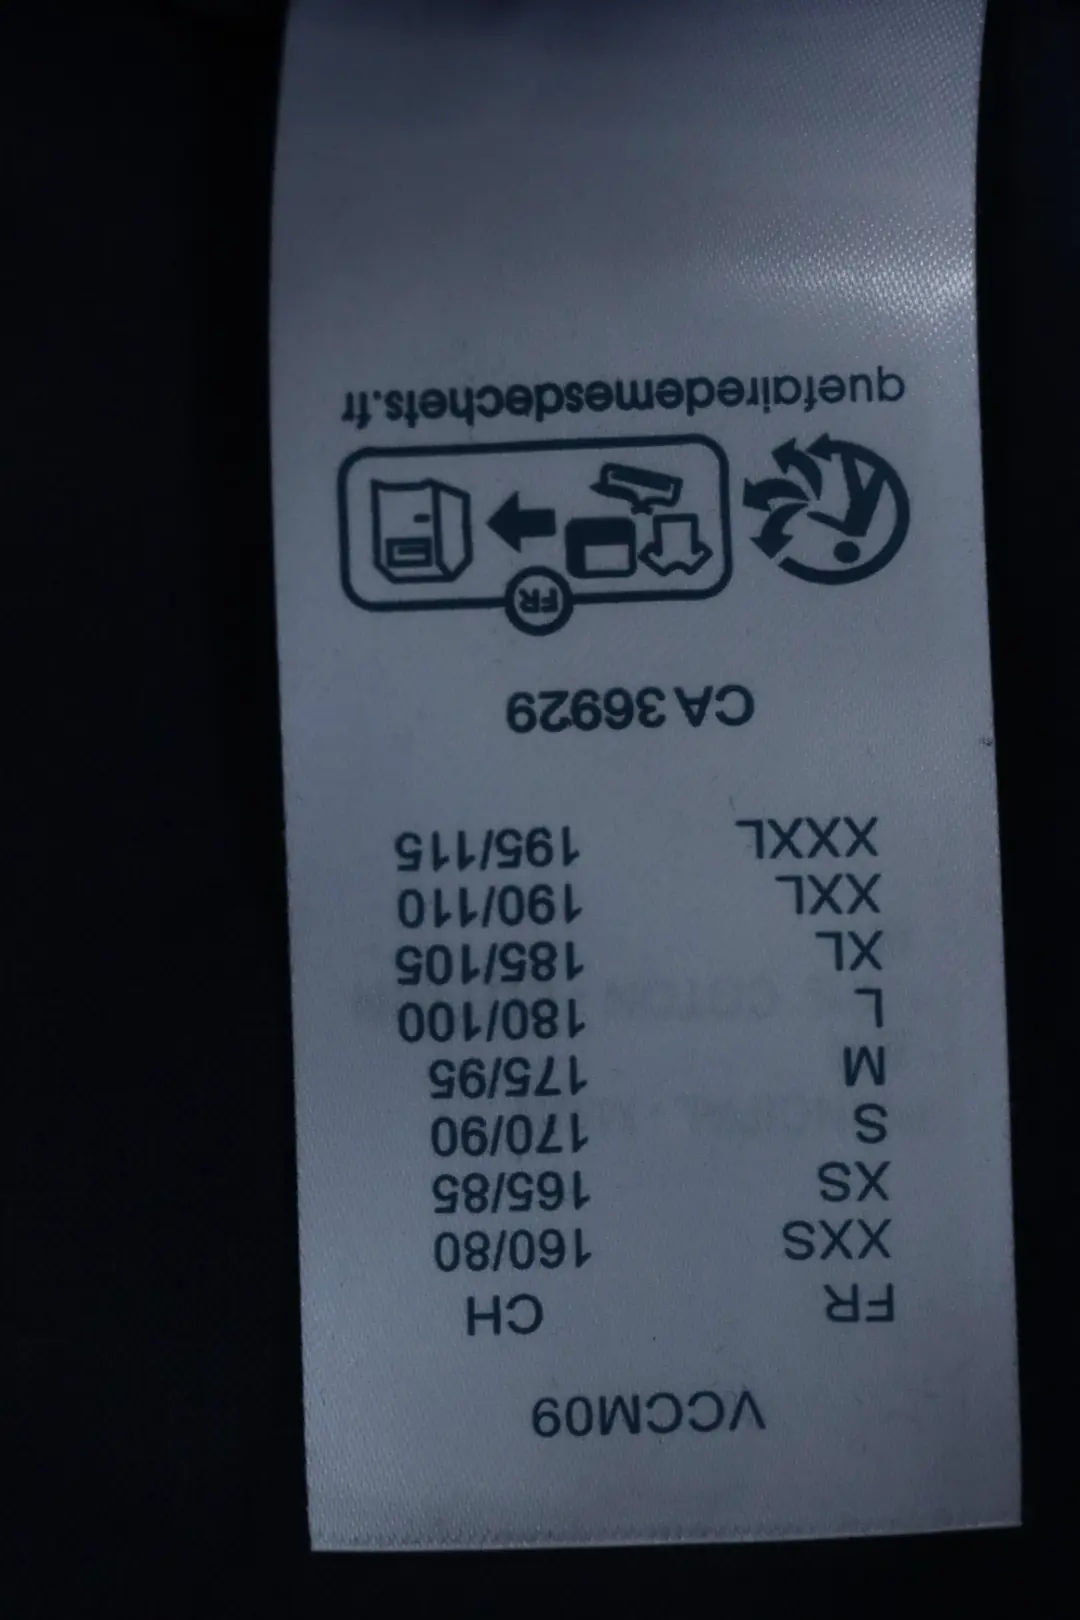 VCCM09
FR CH
XXS 160/80
XS 165/85
S 170/90
M 175/95
L 180/100
XL 185/105
XXL 190/110
XXXL 195/115
CA 36929
FR
quefairedemesdechets.fr